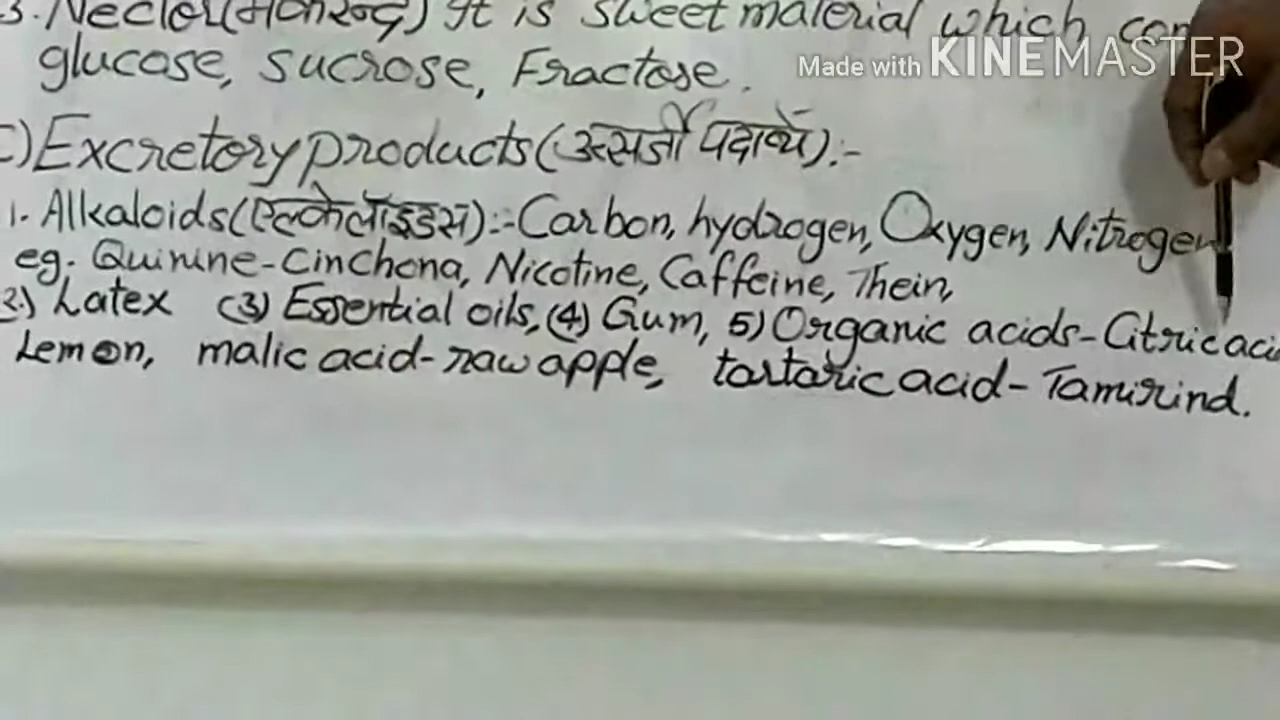 3. Nector(मकरन्द) It is sweet material which con
glucose, sucrose, Fractose.
Made with KINEMASTER
C) Excretory products (उत्सर्जी पदार्थ):-
1. Alkaloids(एल्केलॉइडस):- Carbon, hydrogen, Oxygen, Nitrogen
eg. Quinine-Cinchona, Nicotine, Caffeine, Thein,
2.) Latex (3) Essential oils, (4) Gum, 5) Organic acids-Citric aci
Lemon, malic acid-raw apple, tartaric acid-Tamirind.